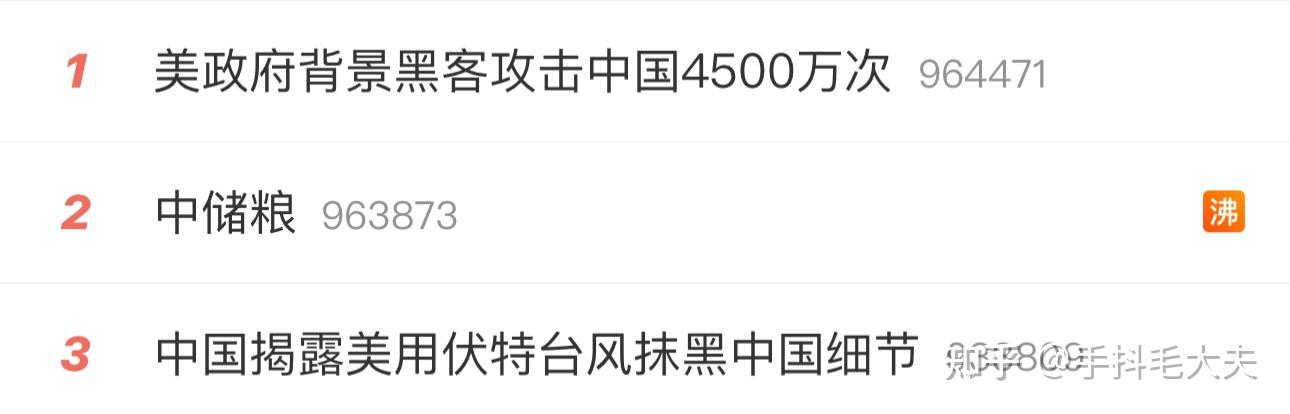 1 美政府背景黑客攻击中国4500万次 964471
2 中储粮 963873 沸
3 中国揭露美用伏特台风抹黑中国细节
知乎 @手抖毛大夫